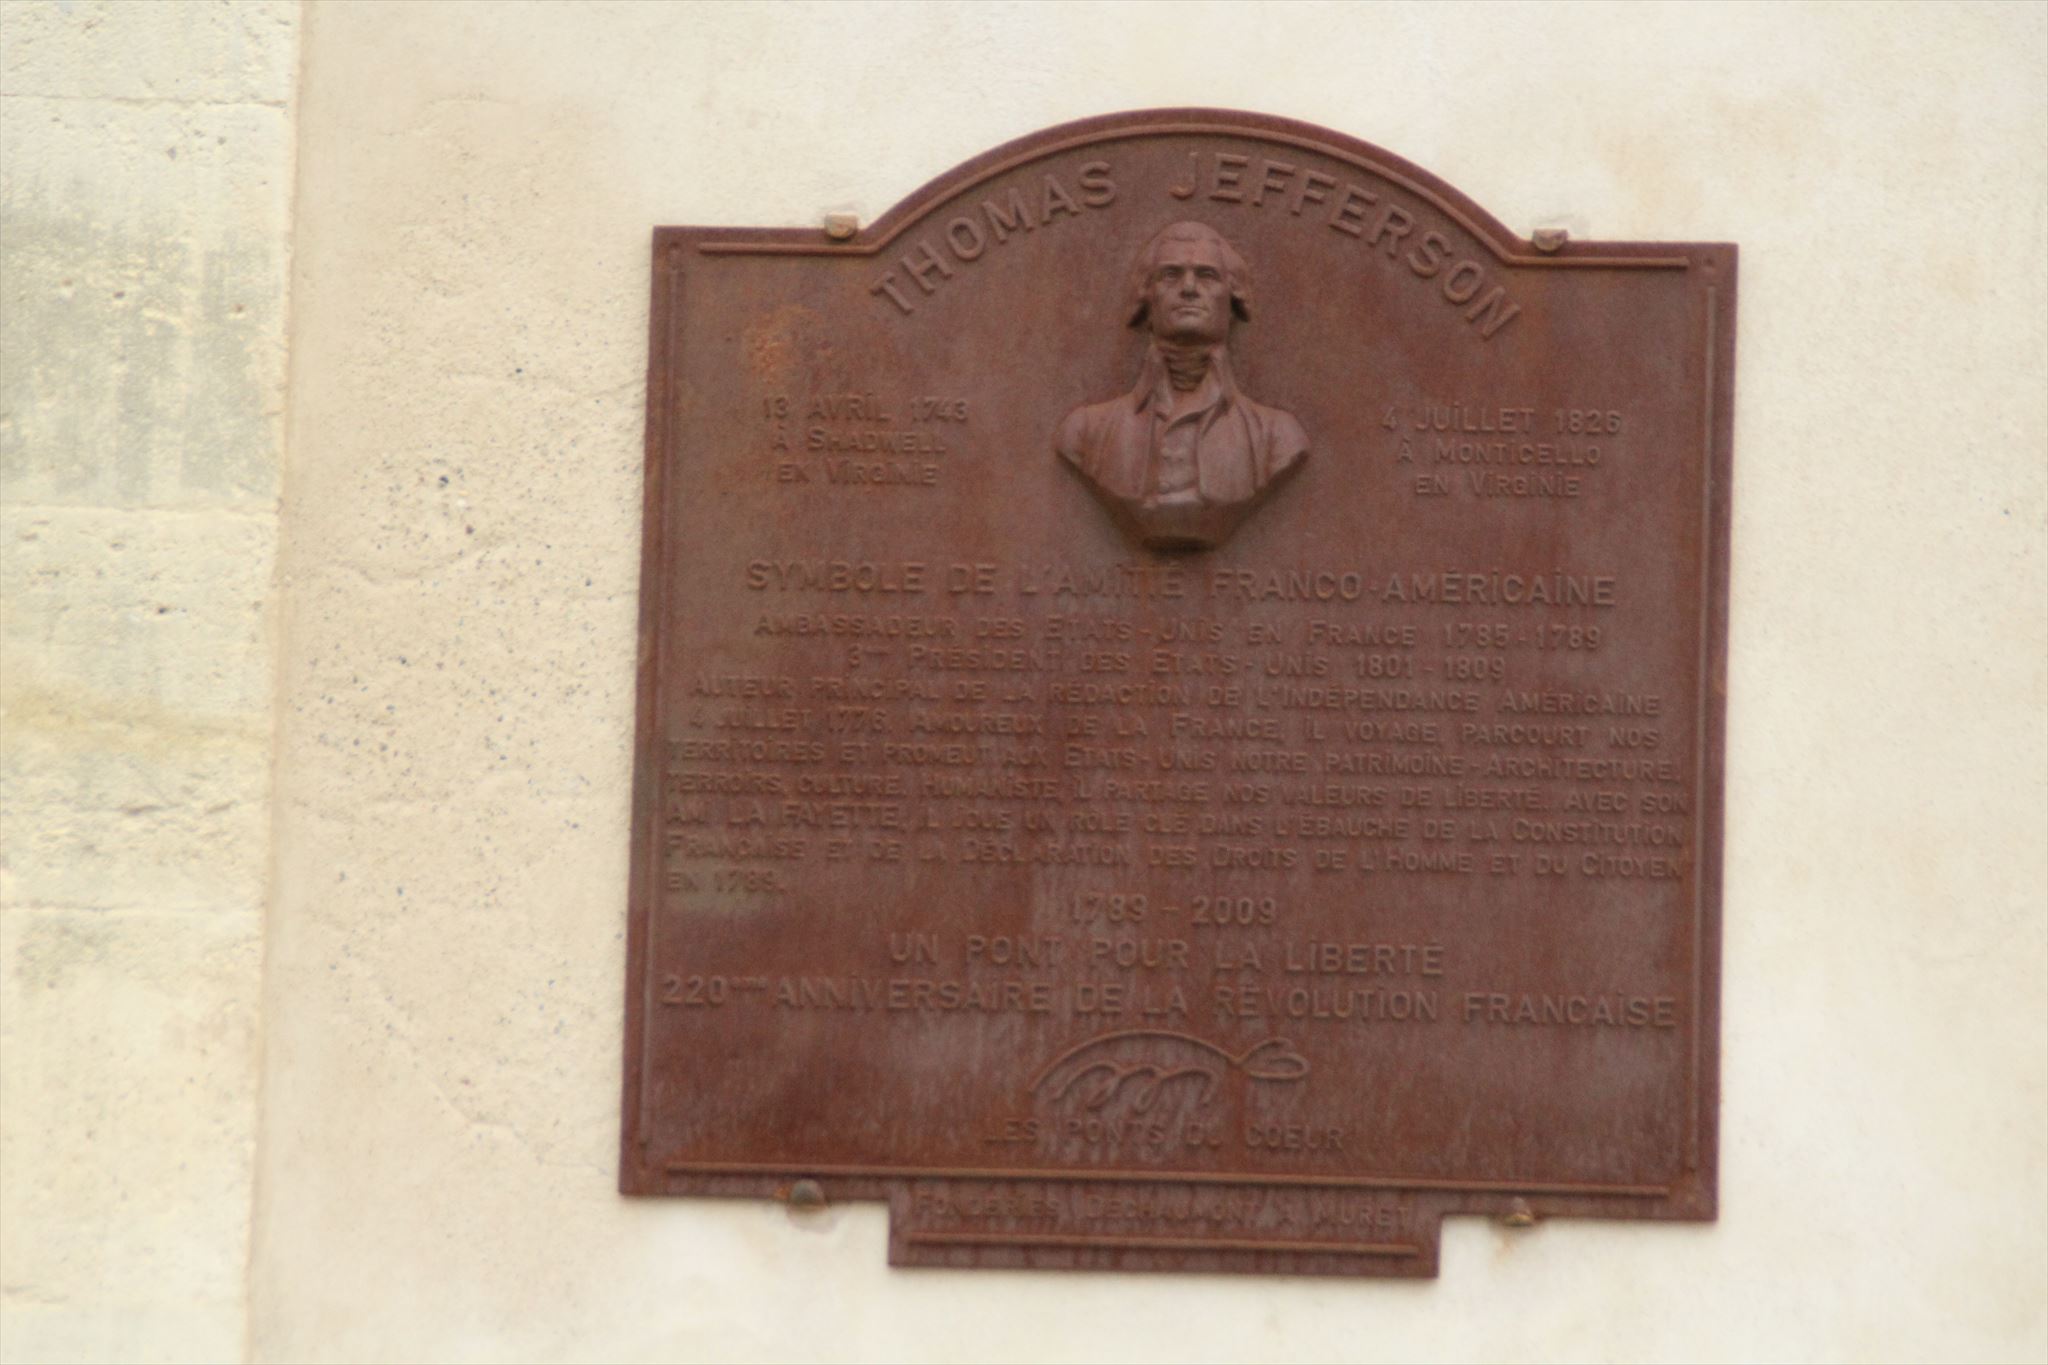 THOMAS JEFFERSON
13 AVRIL 1743
À SHADWELL
EN VIRGINIE
4 JUILLET 1826
À MONTICELLO
EN VIRGINIE
SYMBOLE DE L'AMITIÉ FRANCO-AMÉRICAINE
AMBASSADEUR DES ETATS-UNIS EN FRANCE 1785-1789
3ème PRÉSIDENT DES ETATS-UNIS 1801-1809
AUTEUR PRINCIPAL DE LA RÉDACTION DE L'INDÉPENDANCE AMÉRICAINE
4 JUILLET 1776. AMOUREUX DE LA FRANCE, IL VOYAGE, PARCOURT NOS
TERRITOIRES ET PROMEUT AUX ETATS-UNIS NOTRE PATRIMOINE-ARCHITECTURE,
TERROIRS, CULTURE. HUMANISTE, IL PARTAGE NOS VALEURS DE LIBERTÉ. AVEC SON
AMI LA FAYETTE, IL JOUE UN ROLE CLÉ DANS L'ÉBAUCHE DE LA CONSTITUTION
FRANÇAISE ET DE LA DÉCLARATION DES DROITS DE L'HOMME ET DU CITOYEN
EN 1789.
1789 - 2009
UN PONT POUR LA LIBERTÉ
220ème ANNIVERSAIRE DE LA RÉVOLUTION FRANCAISE
LES PONTS DU COEUR
FONDERIES DECHAUMONT À MURET